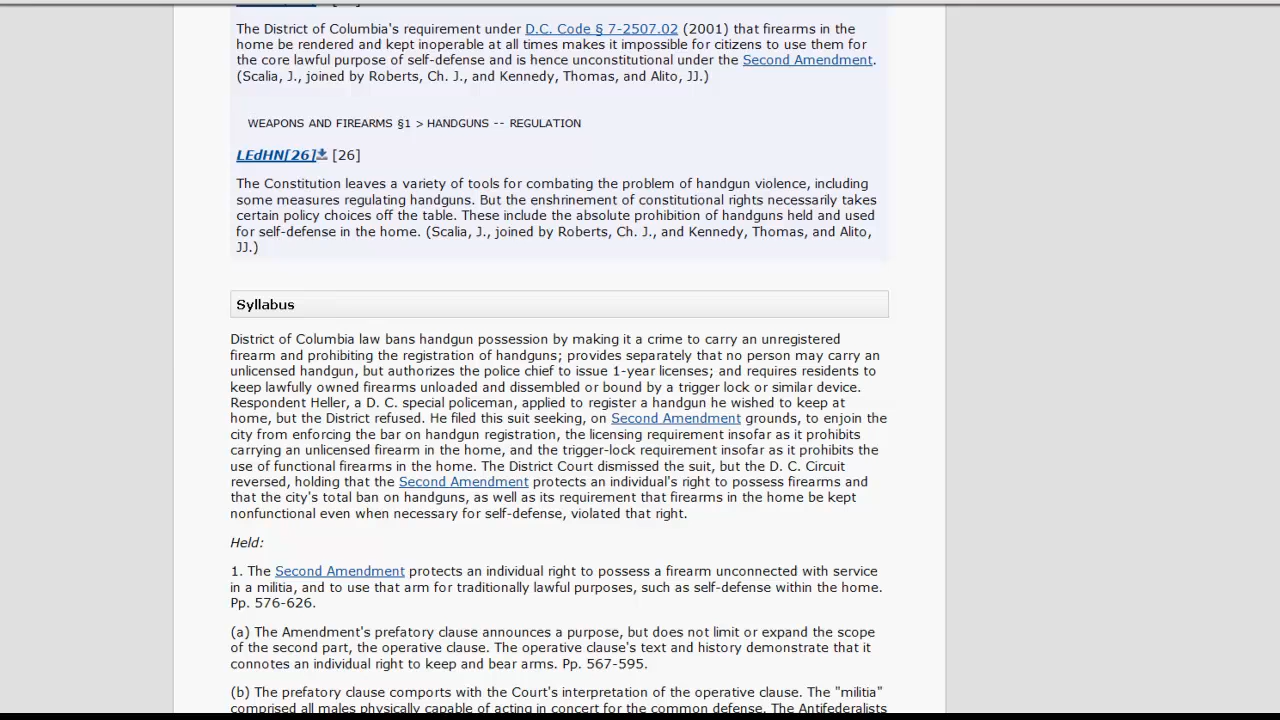 The District of Columbia's requirement under D.C. Code § 7-2507.02 (2001) that firearms in the
home be rendered and kept inoperable at all times makes it impossible for citizens to use them for
the core lawful purpose of self-defense and is hence unconstitutional under the Second Amendment.
(Scalia, J., joined by Roberts, Ch. J., and Kennedy, Thomas, and Alito, JJ.)
WEAPONS AND FIREARMS §1 > HANDGUNS -- REGULATION
LEdHN[26] [26]
The Constitution leaves a variety of tools for combating the problem of handgun violence, including
some measures regulating handguns. But the enshrinement of constitutional rights necessarily takes
certain policy choices off the table. These include the absolute prohibition of handguns held and used
for self-defense in the home. (Scalia, J., joined by Roberts, Ch. J., and Kennedy, Thomas, and Alito,
JJ.)
Syllabus
District of Columbia law bans handgun possession by making it a crime to carry an unregistered
firearm and prohibiting the registration of handguns; provides separately that no person may carry an
unlicensed handgun, but authorizes the police chief to issue 1-year licenses; and requires residents to
keep lawfully owned firearms unloaded and dissembled or bound by a trigger lock or similar device.
Respondent Heller, a D. C. special policeman, applied to register a handgun he wished to keep at
home, but the District refused. He filed this suit seeking, on Second Amendment grounds, to enjoin the
city from enforcing the bar on handgun registration, the licensing requirement insofar as it prohibits
carrying an unlicensed firearm in the home, and the trigger-lock requirement insofar as it prohibits the
use of functional firearms in the home. The District Court dismissed the suit, but the D. C. Circuit
reversed, holding that the Second Amendment protects an individual's right to possess firearms and
that the city's total ban on handguns, as well as its requirement that firearms in the home be kept
nonfunctional even when necessary for self-defense, violated that right.
Held:
1. The Second Amendment protects an individual right to possess a firearm unconnected with service
in a militia, and to use that arm for traditionally lawful purposes, such as self-defense within the home.
Pp. 576-626.
(a) The Amendment's prefatory clause announces a purpose, but does not limit or expand the scope
of the second part, the operative clause. The operative clause's text and history demonstrate that it
connotes an individual right to keep and bear arms. Pp. 567-595.
(b) The prefatory clause comports with the Court's interpretation of the operative clause. The "militia"
comprised all males physically capable of acting in concert for the common defense. The Antifederalists